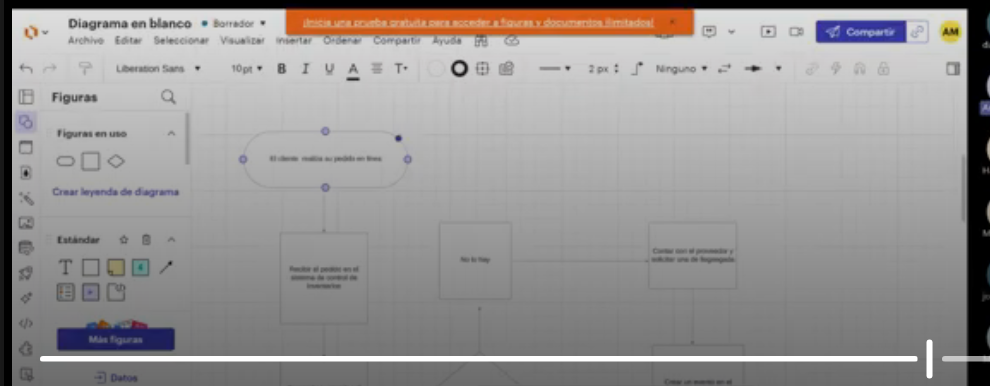 Diagrama en blanco
Borrador
¡Inicia una prueba gratuita para acceder a figuras y documentos ilimitados!
Compartir
AM
Archivo Editar Seleccionar Visualizar Insertar Ordenar Compartir Ayuda
Liberation Sans 10 pt B I U A T 2 px Ninguno
Figuras
Figuras en uso
Crear leyenda de diagrama
Estándar
T
Más figuras
Datos
El cliente realiza su pedido en línea
Recibir el pedido en el
sistema de control de
inventarios
No lo hay
Contar con el proveedor y
solicitar una de
Crear un evento en el